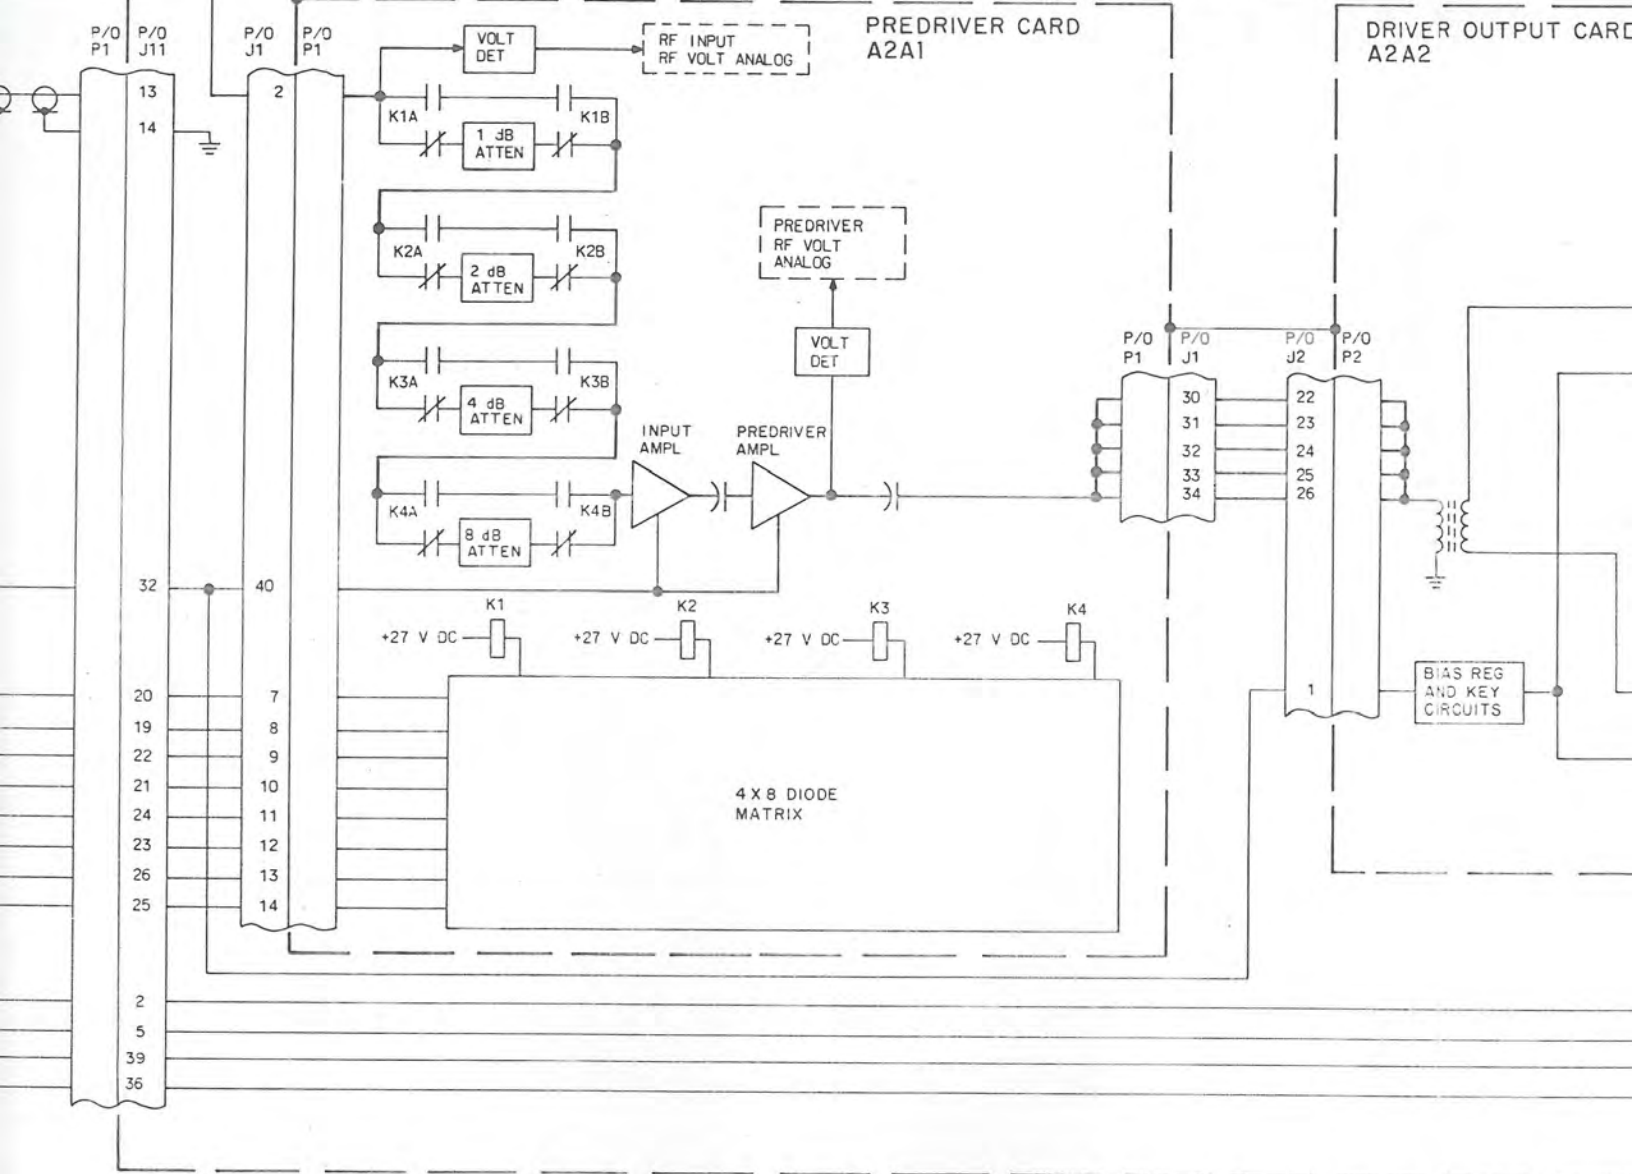 PREDRIVER CARD
A2A1
DRIVER OUTPUT CARD
A2A2
P/O P/O
P1 J11
P/O P/O
J1 P1
VOLT
DET
RF INPUT
RF VOLT ANALOG
13
14
2
K1A
K1B
1 dB
ATTEN
K2A
K2B
2 dB
ATTEN
K3A
K3B
4 dB
ATTEN
K4A
K4B
8 dB
ATTEN
PREDRIVER
RF VOLT
ANALOG
VOLT
DET
INPUT
AMPL
PREDRIVER
AMPL
P/O P/O
P1 J1
P/O P/O
J2 P2
30 22
31 23
32 24
33 25
34 26
32 40
K1
+27 V DC
K2
+27 V DC
K3
+27 V DC
K4
+27 V DC
1
BIAS REG
AND KEY
CIRCUITS
20 7
19 8
22 9
21 10
24 11
23 12
26 13
25 14
4 X 8 DIODE
MATRIX
2
5
39
36